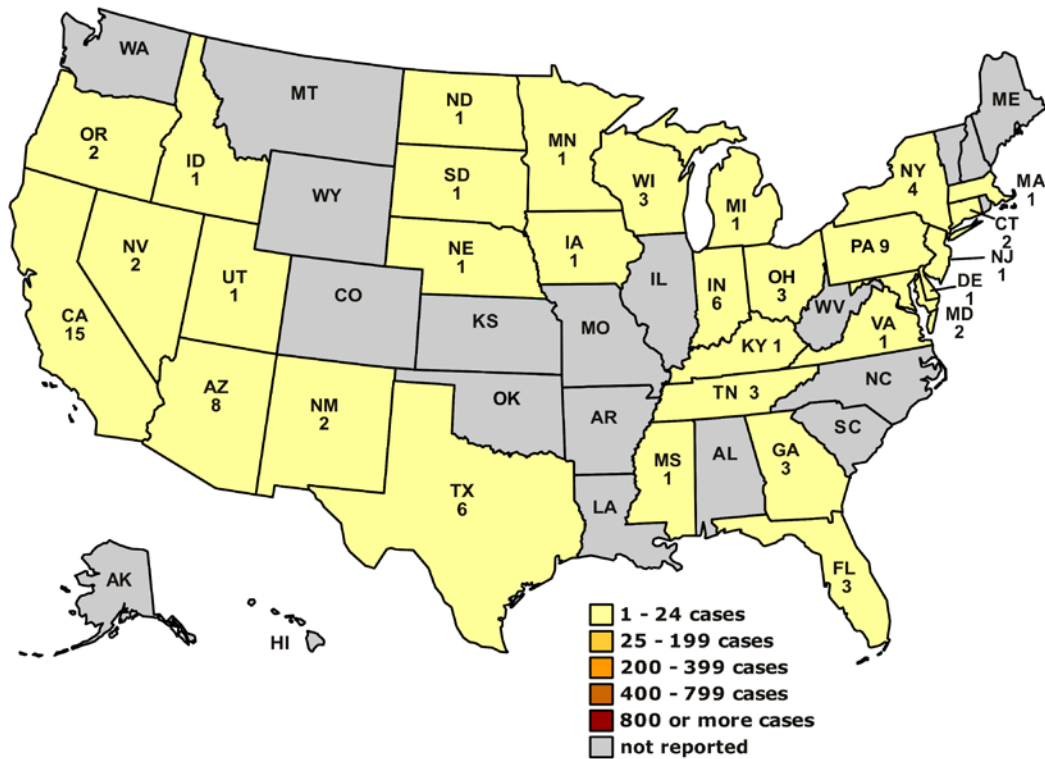 WA
MT
ME
ND
1
MN
1
OR
2
ID
1
WY
SD
1
WI
3
MI
1
NY
4
MA
1
CT
2
NJ
1
PA 9
DE
1
MD
2
NV
2
UT
1
CO
NE
1
IA
1
IL
IN
6
OH
3
WV
VA
1
CA
15
KS
MO
KY 1
NC
AZ
8
NM
2
OK
AR
TN 3
SC
TX
6
LA
MS
1
AL
GA
3
FL
3
AK
HI
1 - 24 cases
25 - 199 cases
200 - 399 cases
400 - 799 cases
800 or more cases
not reported